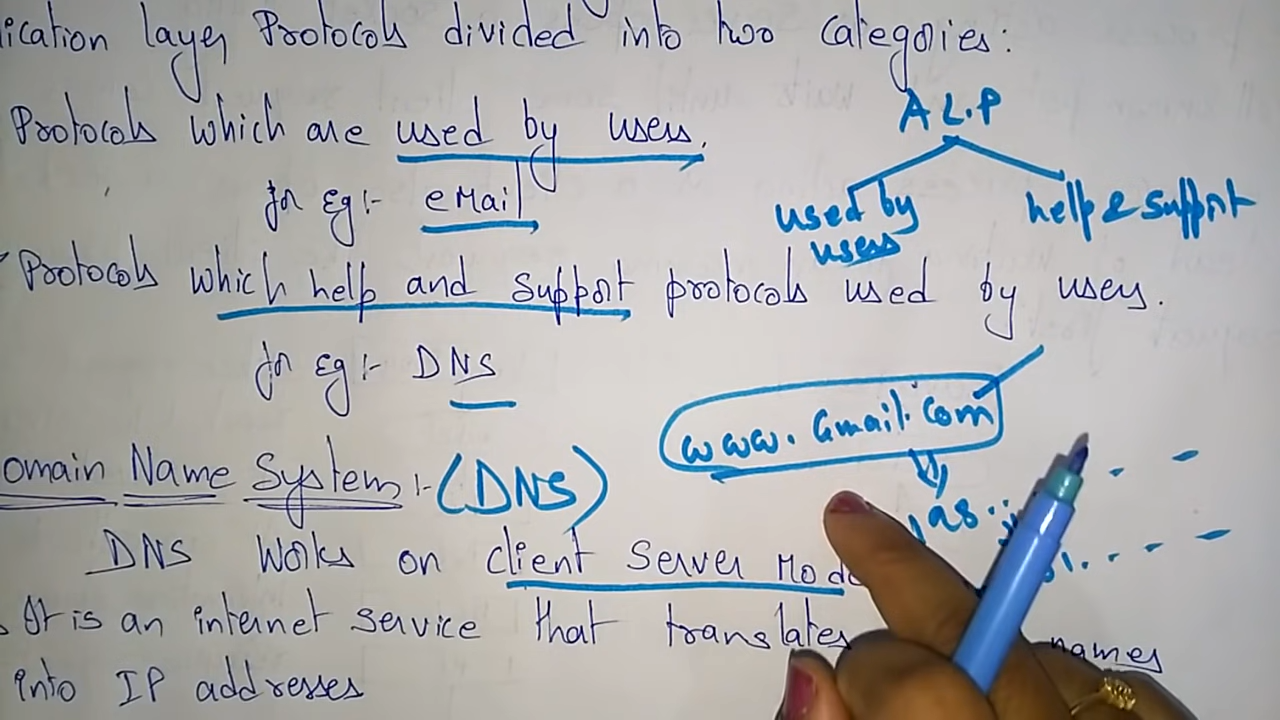 ication layer Protocols divided into two Categories:
A L.P
Protocols which are used by users.
for Eg:- eMail
used by users
help & support
Protocols which help and support protocols used by users.
for Eg:- DNS
www.Gmail.com
omain Name System:- (DNS)
DNS Works on client Server Mod
It is an internet service that translates names
into IP addresses